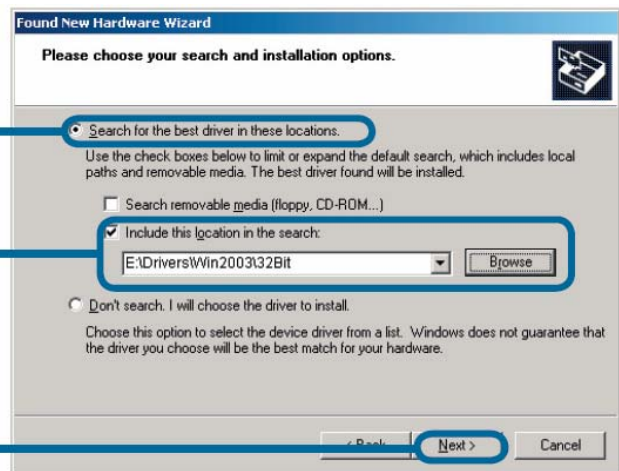 Found New Hardware Wizard
Please choose your search and installation options.
Search for the best driver in these locations.
Use the check boxes below to limit or expand the default search, which includes local
paths and removable media. The best driver found will be installed.
Search removable media (floppy, CD-ROM...)
Include this location in the search:
E:\Drivers\Win2003\32Bit
Browse
Don't search. I will choose the driver to install.
Choose this option to select the device driver from a list. Windows does not guarantee that
the driver you choose will be the best match for your hardware.
< Back
Next >
Cancel